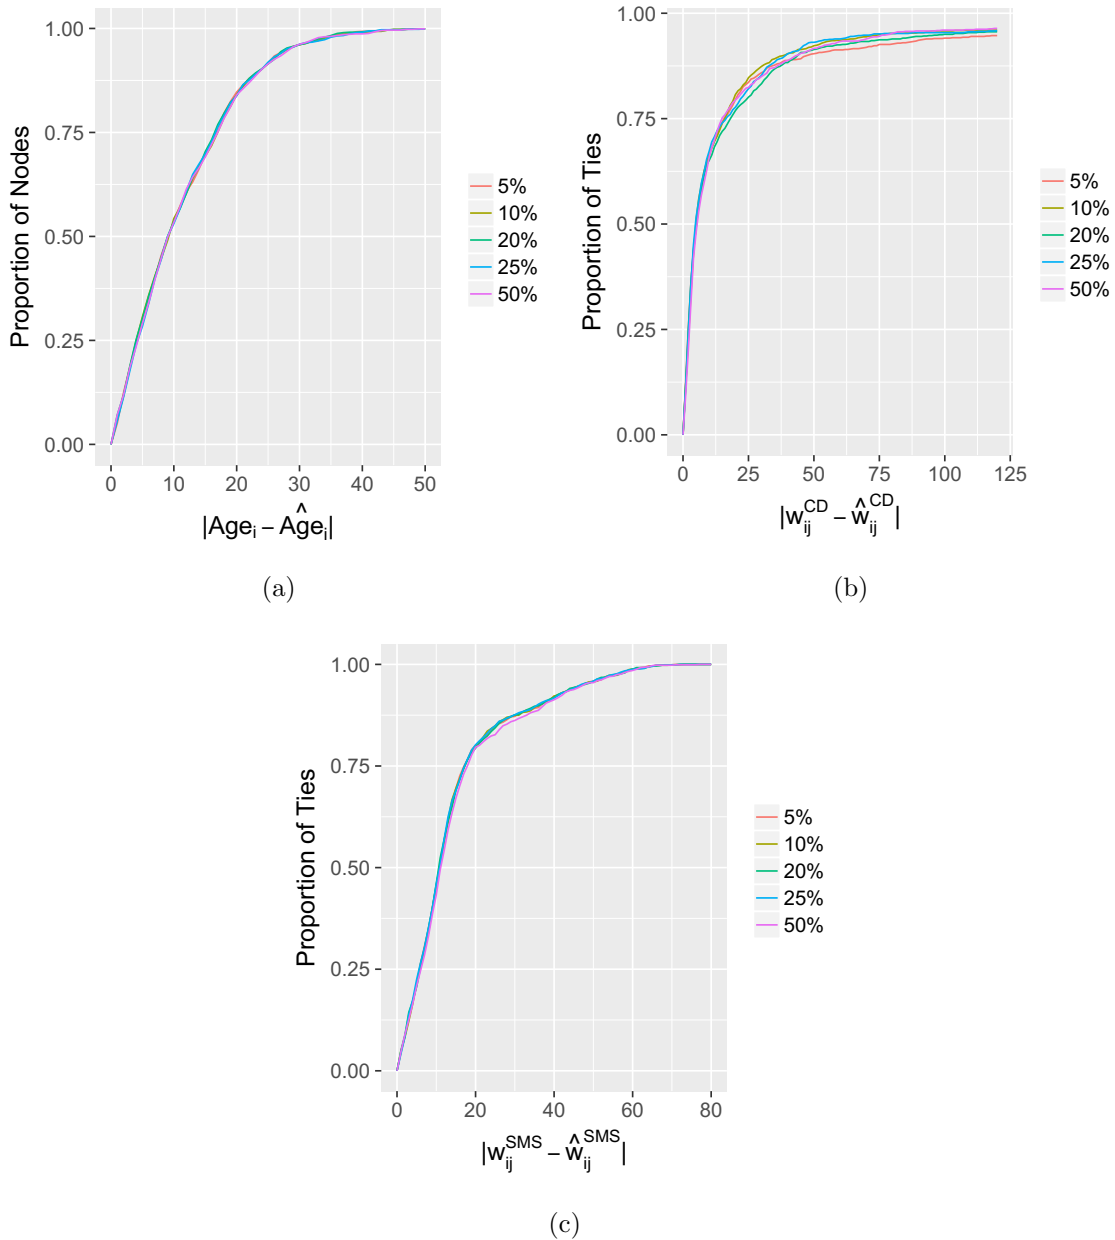 1.00
0.75
0.50
0.25
0.00
Proportion of Nodes
0 10 20 30 40 50
|Age_i – Âge_i|
5%
10%
20%
25%
50%
(a)
1.00
0.75
0.50
0.25
0.00
Proportion of Ties
0 25 50 75 100 125
|w_ij^CD – ŵ_ij^CD|
5%
10%
20%
25%
50%
(b)
1.00
0.75
0.50
0.25
0.00
Proportion of Ties
0 20 40 60 80
|w_ij^SMS – ŵ_ij^SMS|
5%
10%
20%
25%
50%
(c)